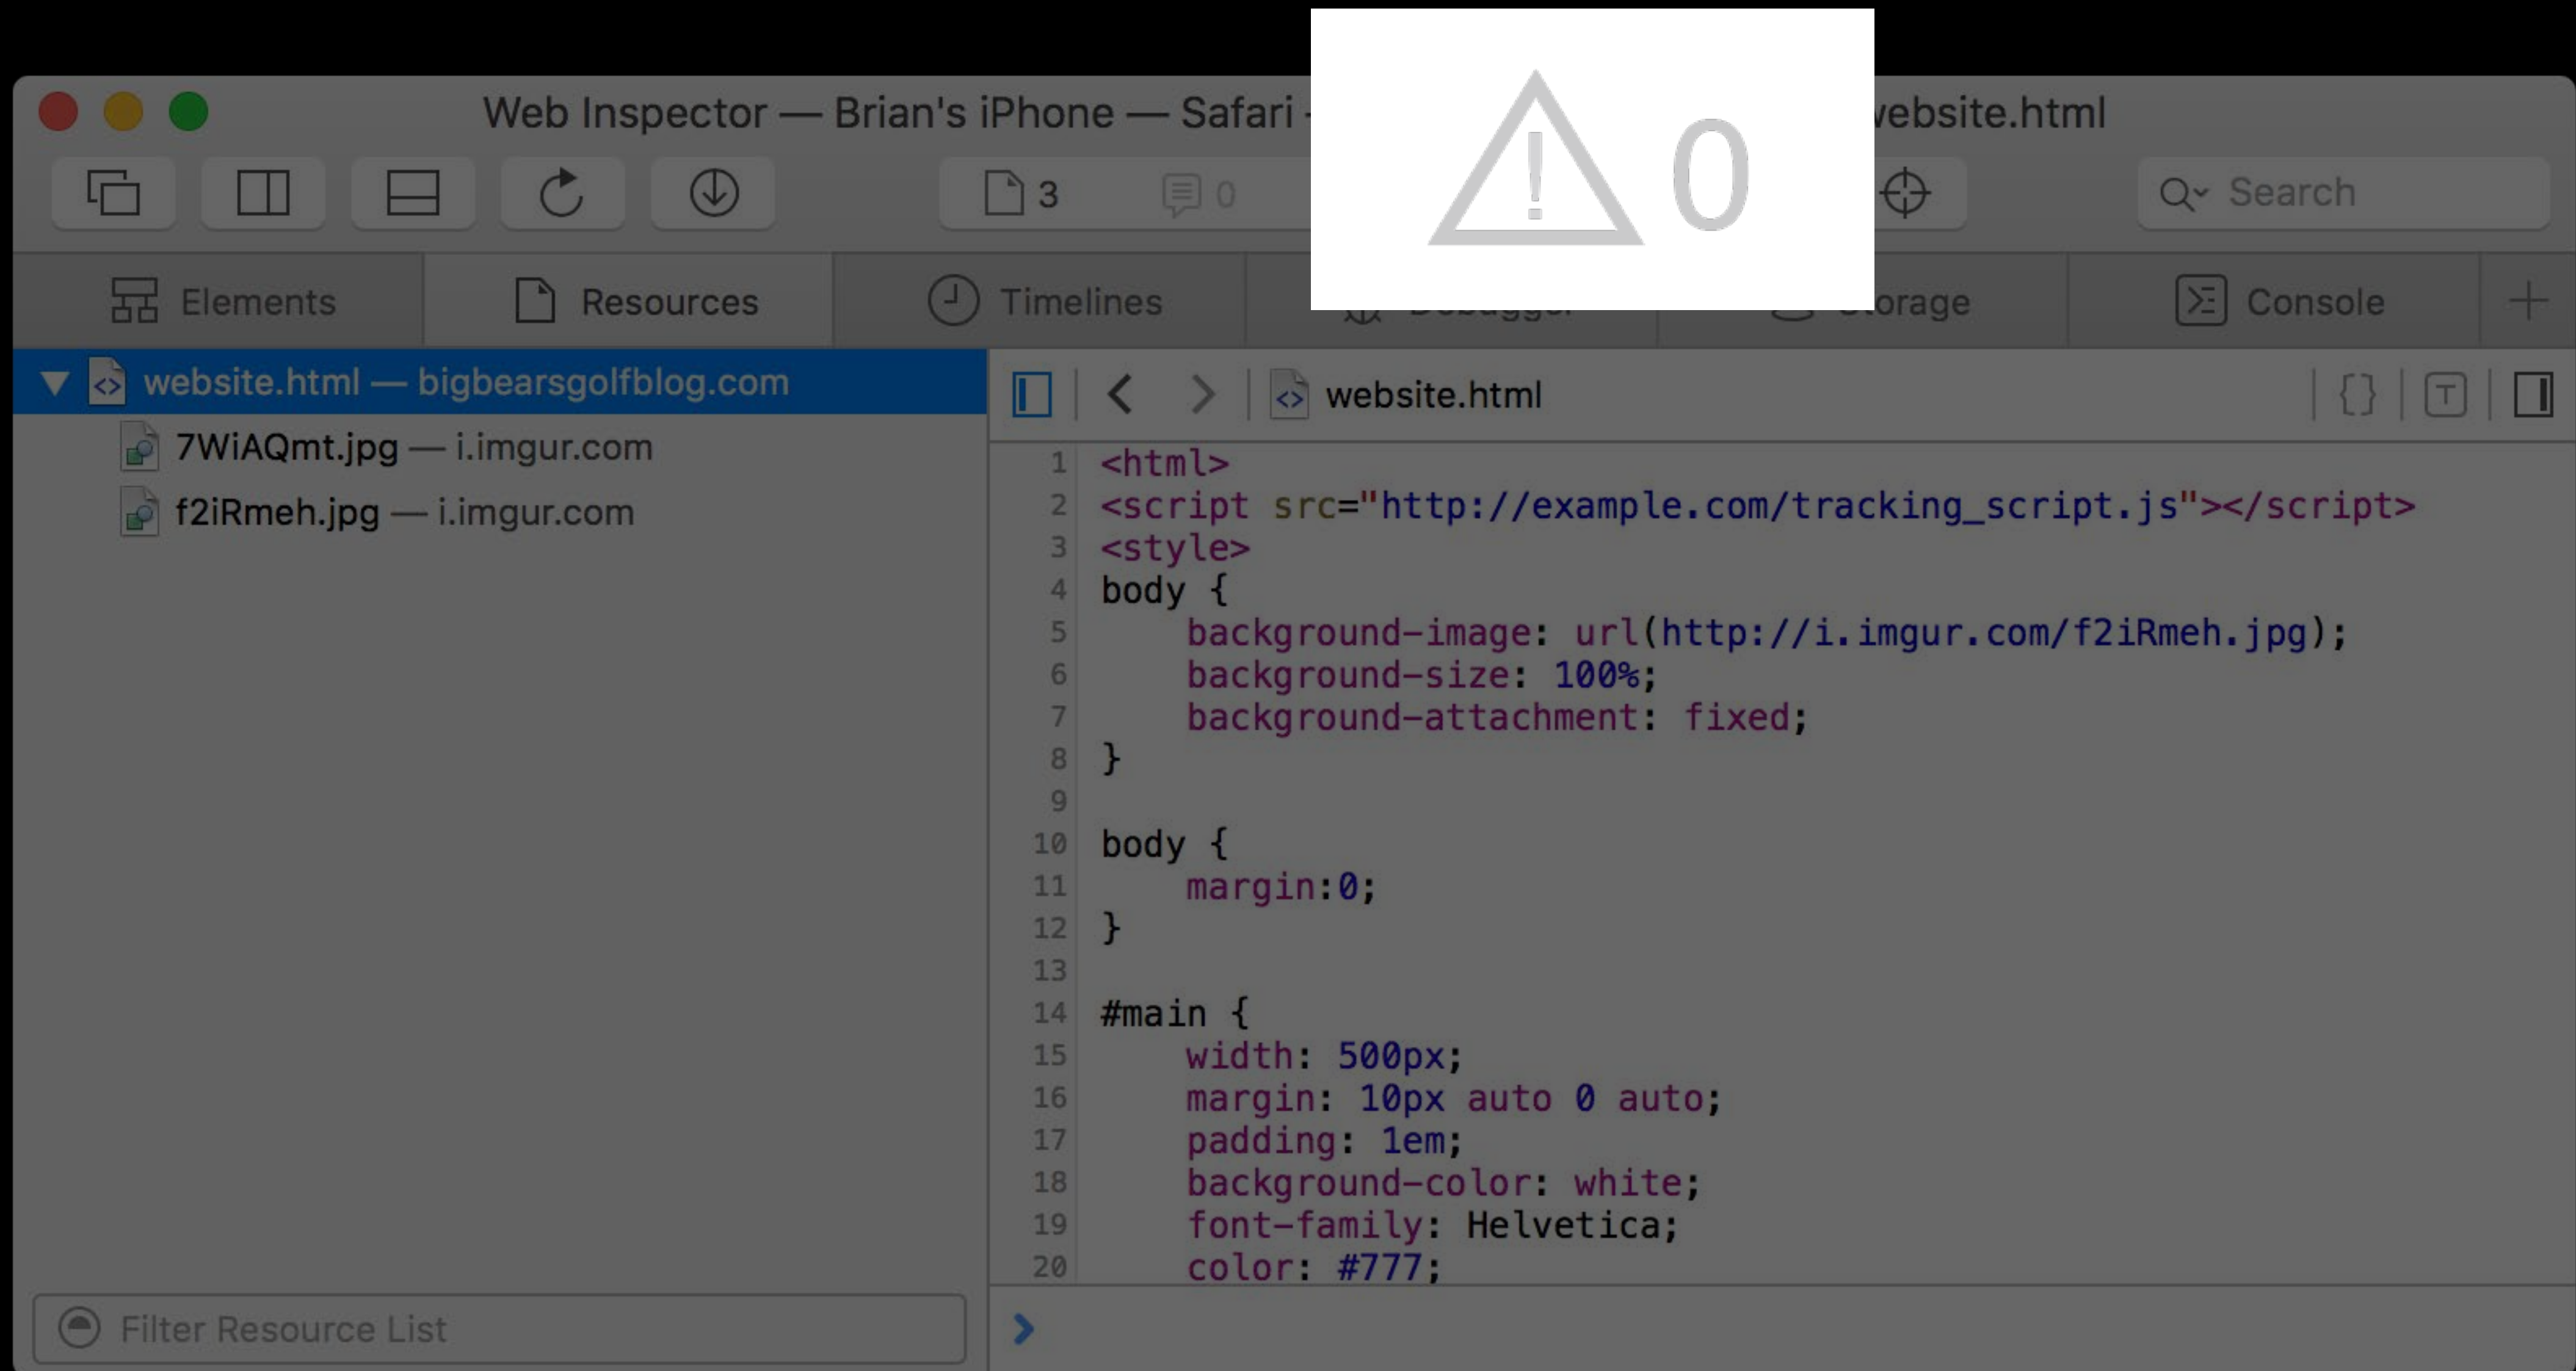 Web Inspector — Brian's iPhone — Safari - website.html
3 0 ! 0 Search
Elements Resources Timelines Debugger Storage Console
website.html — bigbearsgolfblog.com
7WiAQmt.jpg — i.imgur.com
f2iRmeh.jpg — i.imgur.com
website.html {} T
1 <html>
2 <script src="http://example.com/tracking_script.js"></script>
3 <style>
4 body {
5 background-image: url(http://i.imgur.com/f2iRmeh.jpg);
6 background-size: 100%;
7 background-attachment: fixed;
8 }
9
10 body {
11 margin:0;
12 }
13
14 #main {
15 width: 500px;
16 margin: 10px auto 0 auto;
17 padding: 1em;
18 background-color: white;
19 font-family: Helvetica;
20 color: #777;
Filter Resource List